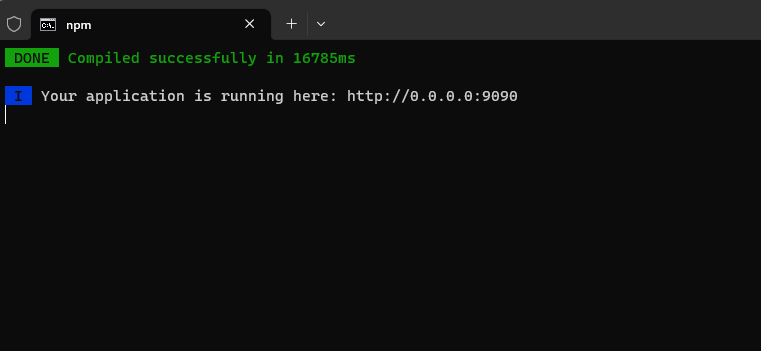 npm
DONE Compiled successfully in 16785ms
I Your application is running here: http://0.0.0.0:9090